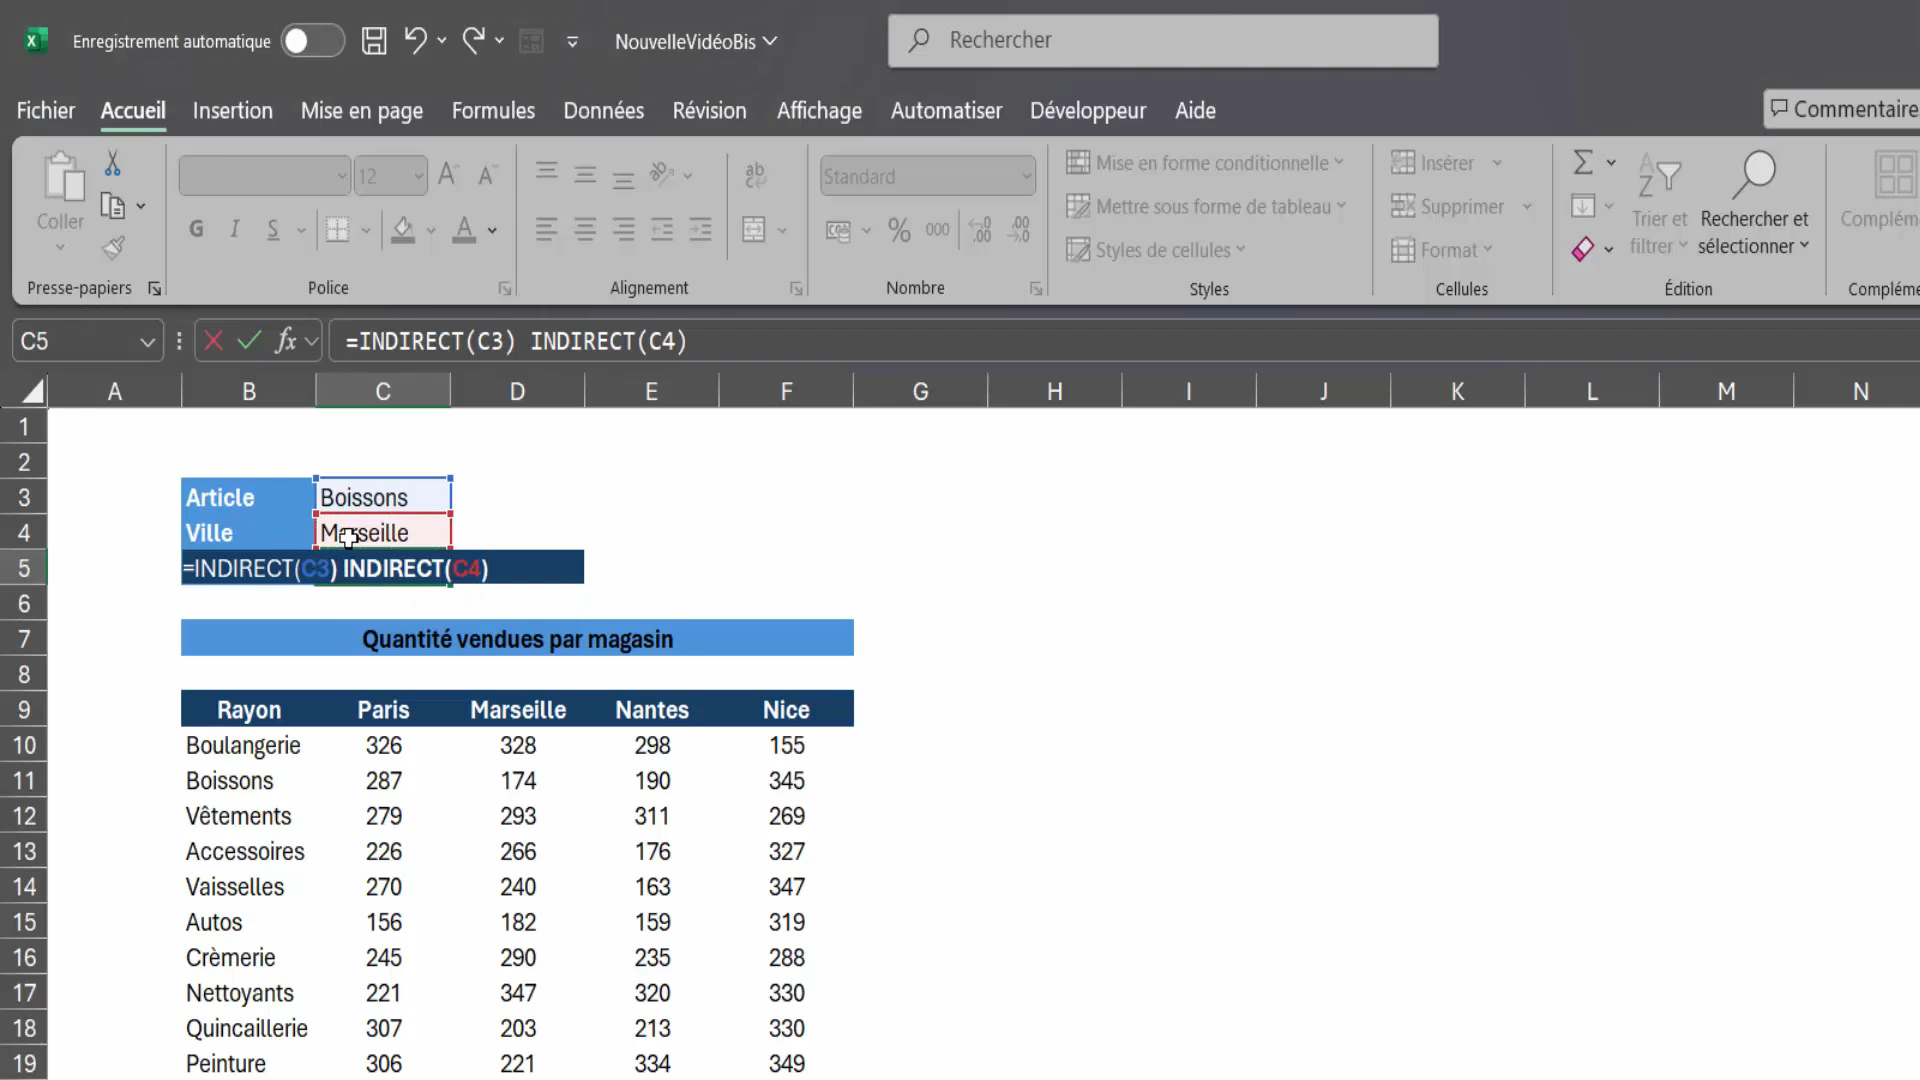 Enregistrement automatique
NouvelleVidéoBis
Rechercher
Fichier Accueil Insertion Mise en page Formules Données Révision Affichage Automatiser Développeur Aide
Commentaire
Coller
12
G I S
Standard
% 000
Mise en forme conditionnelle
Mettre sous forme de tableau
Styles de cellules
Insérer
Supprimer
Format
Trier et
filtrer
Rechercher et
sélectionner
Complém
Presse-papiers Police Alignement Nombre Styles Cellules Édition Compléme
C5 fx =INDIRECT(C3) INDIRECT(C4)
A B C D E F G H I J K L M N
1
2
3 Article Boissons
4 Ville Marseille
5 =INDIRECT(C3) INDIRECT(C4)
6
7 Quantité vendues par magasin
8
9 Rayon Paris Marseille Nantes Nice
10 Boulangerie 326 328 298 155
11 Boissons 287 174 190 345
12 Vêtements 279 293 311 269
13 Accessoires 226 266 176 327
14 Vaisselles 270 240 163 347
15 Autos 156 182 159 319
16 Crèmerie 245 290 235 288
17 Nettoyants 221 347 320 330
18 Quincaillerie 307 203 213 330
19 Peinture 306 221 334 349